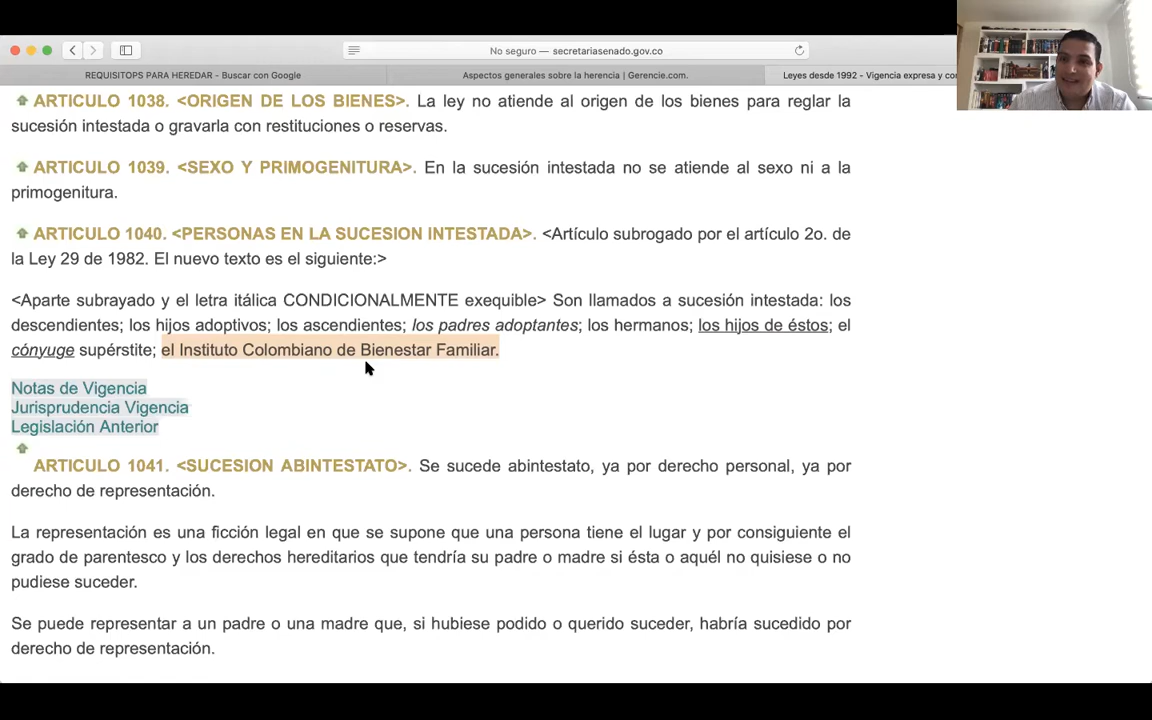 No seguro — secretariasenado.gov.co
REQUISITOPS PARA HEREDAR - Buscar con Google
Aspectos generales sobre la herencia | Gerencie.com.
Leyes desde 1992 - Vigencia expresa y con
ARTICULO 1038. <ORIGEN DE LOS BIENES>. La ley no atiende al origen de los bienes para reglar la
sucesión intestada o gravarla con restituciones o reservas.
ARTICULO 1039. <SEXO Y PRIMOGENITURA>. En la sucesión intestada no se atiende al sexo ni a la
primogenitura.
ARTICULO 1040. <PERSONAS EN LA SUCESION INTESTADA>. <Artículo subrogado por el artículo 2o. de
la Ley 29 de 1982. El nuevo texto es el siguiente:>
<Aparte subrayado y el letra itálica CONDICIONALMENTE exequible> Son llamados a sucesión intestada: los
descendientes; los hijos adoptivos; los ascendientes; los padres adoptantes; los hermanos; los hijos de éstos; el
cónyuge supérstite; el Instituto Colombiano de Bienestar Familiar.
Notas de Vigencia
Jurisprudencia Vigencia
Legislación Anterior
ARTICULO 1041. <SUCESION ABINTESTATO>. Se sucede abintestato, ya por derecho personal, ya por
derecho de representación.
La representación es una ficción legal en que se supone que una persona tiene el lugar y por consiguiente el
grado de parentesco y los derechos hereditarios que tendría su padre o madre si ésta o aquél no quisiese o no
pudiese suceder.
Se puede representar a un padre o una madre que, si hubiese podido o querido suceder, habría sucedido por
derecho de representación.